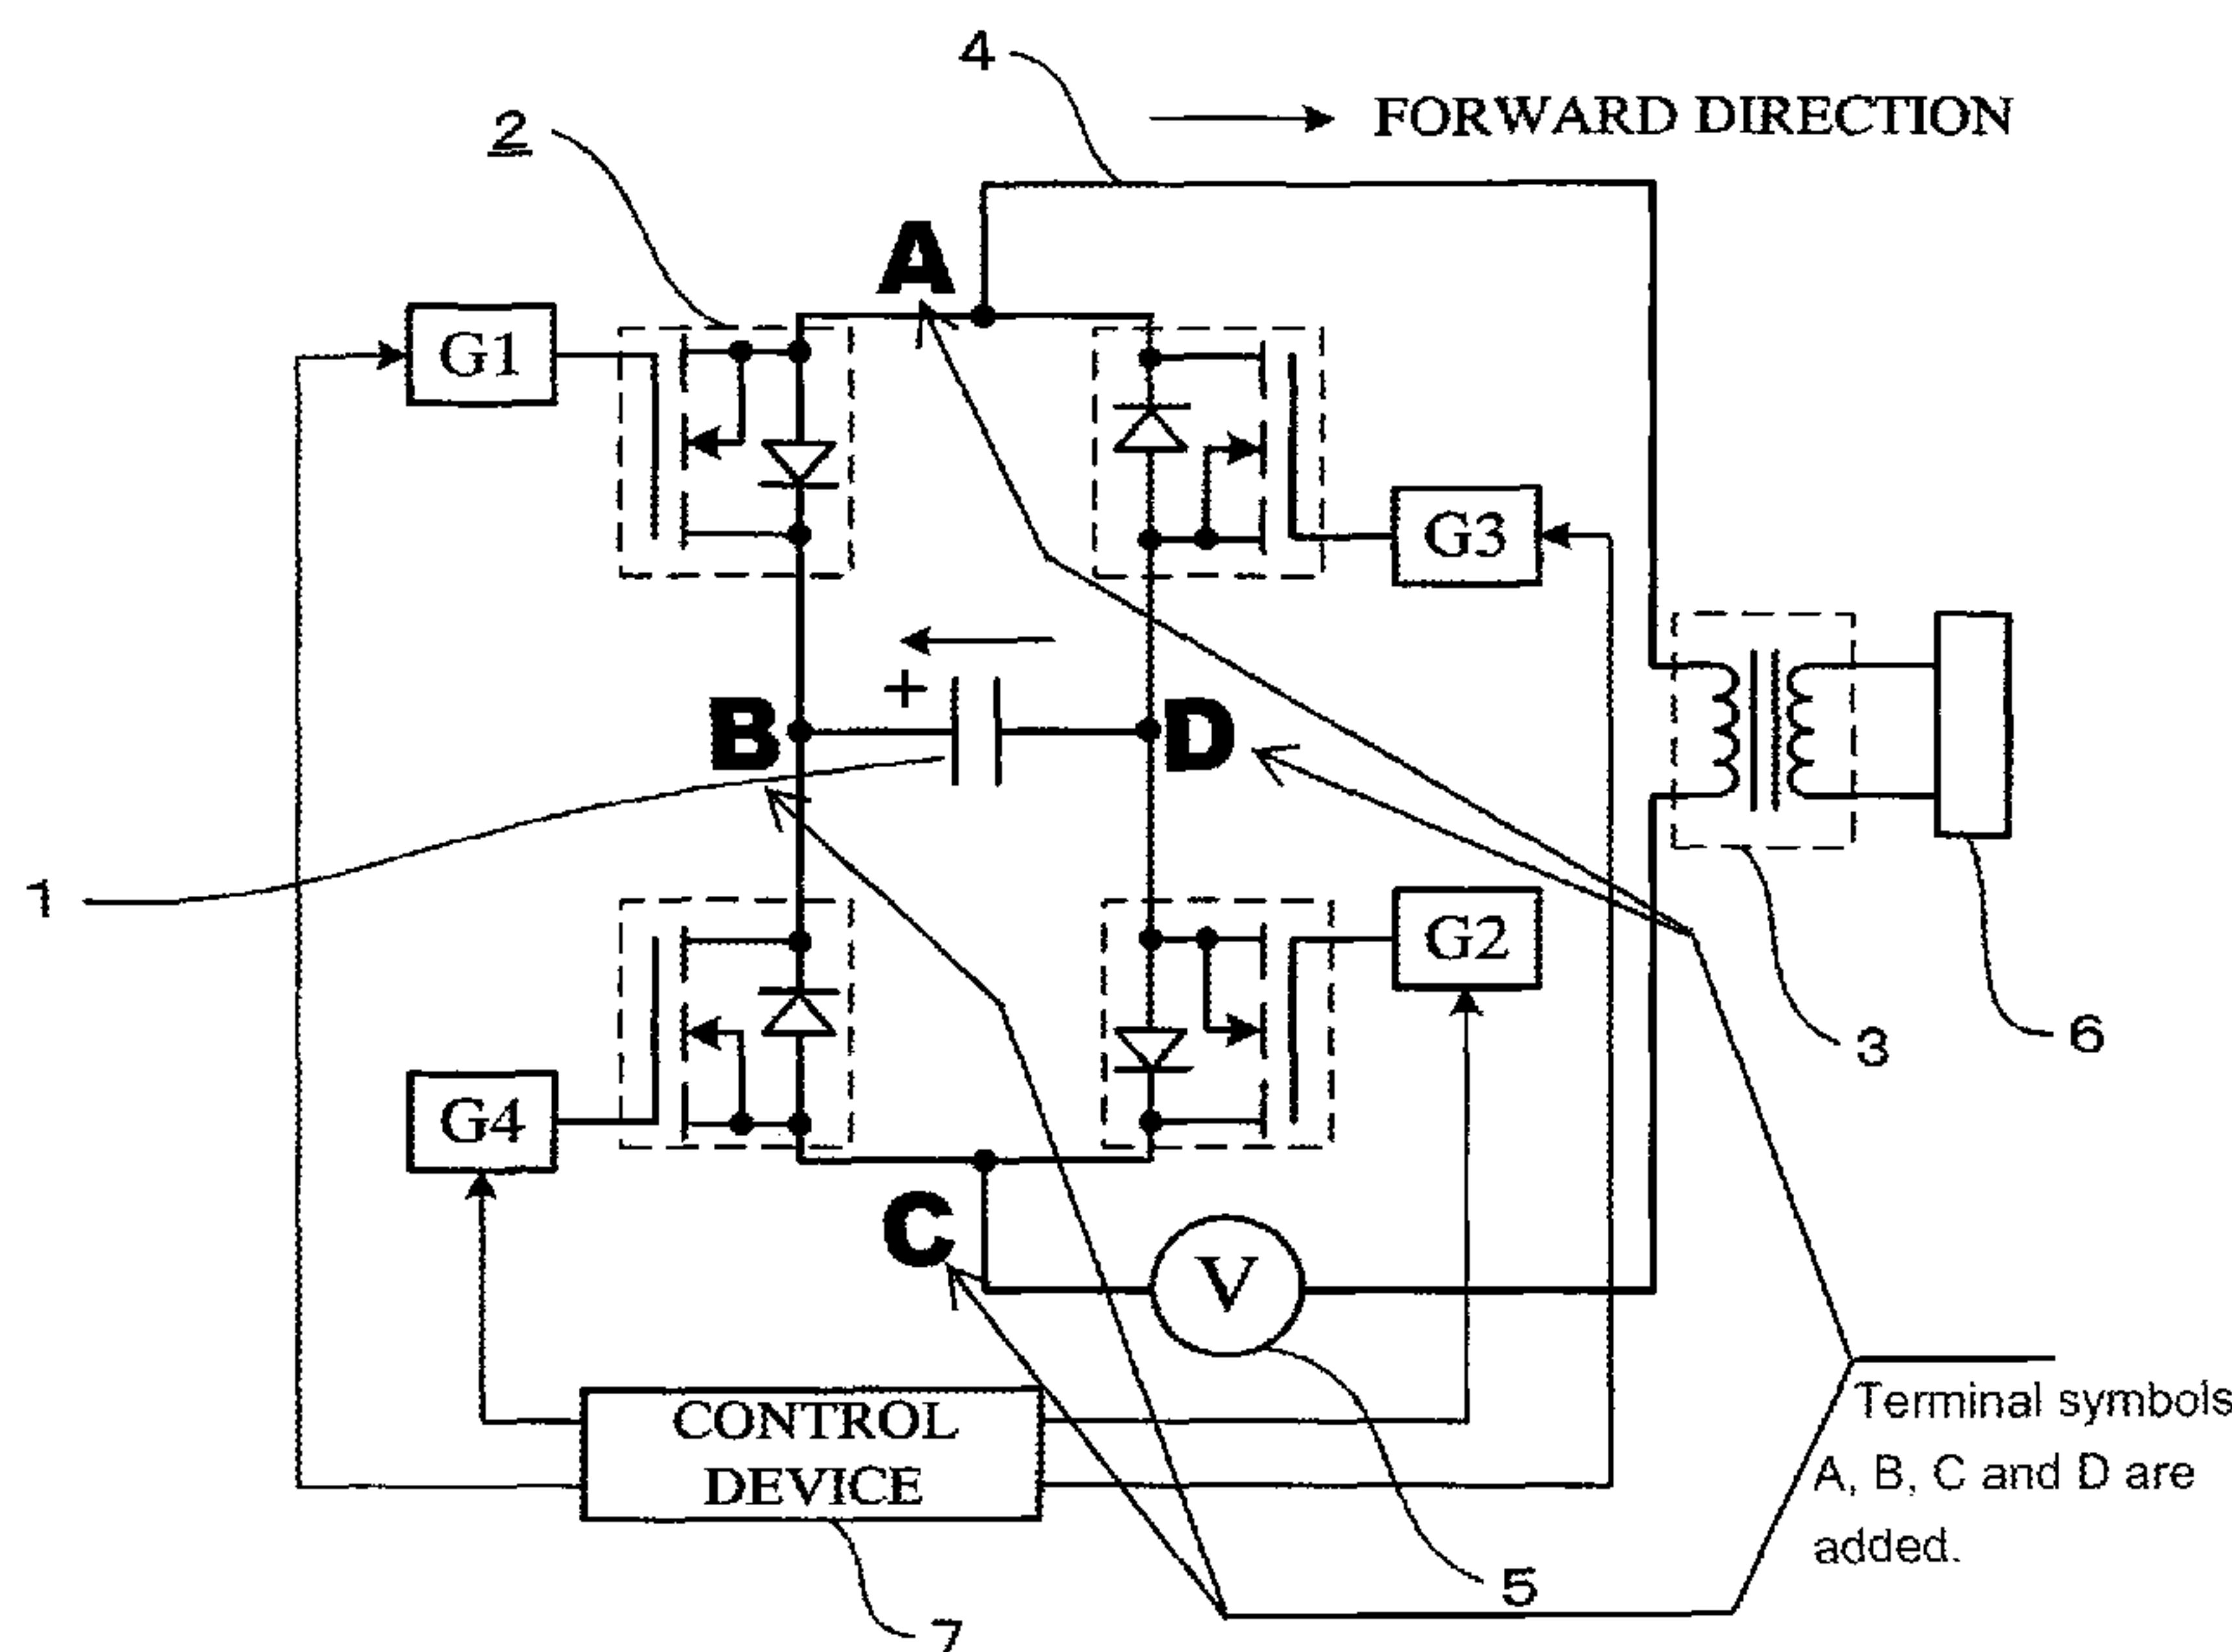 4
FORWARD DIRECTION
2
A
G1
G3
+
B
D
1
G2
3
6
G4
C
V
CONTROL
DEVICE
Terminal symbols
A, B, C and D are
added.
5
7